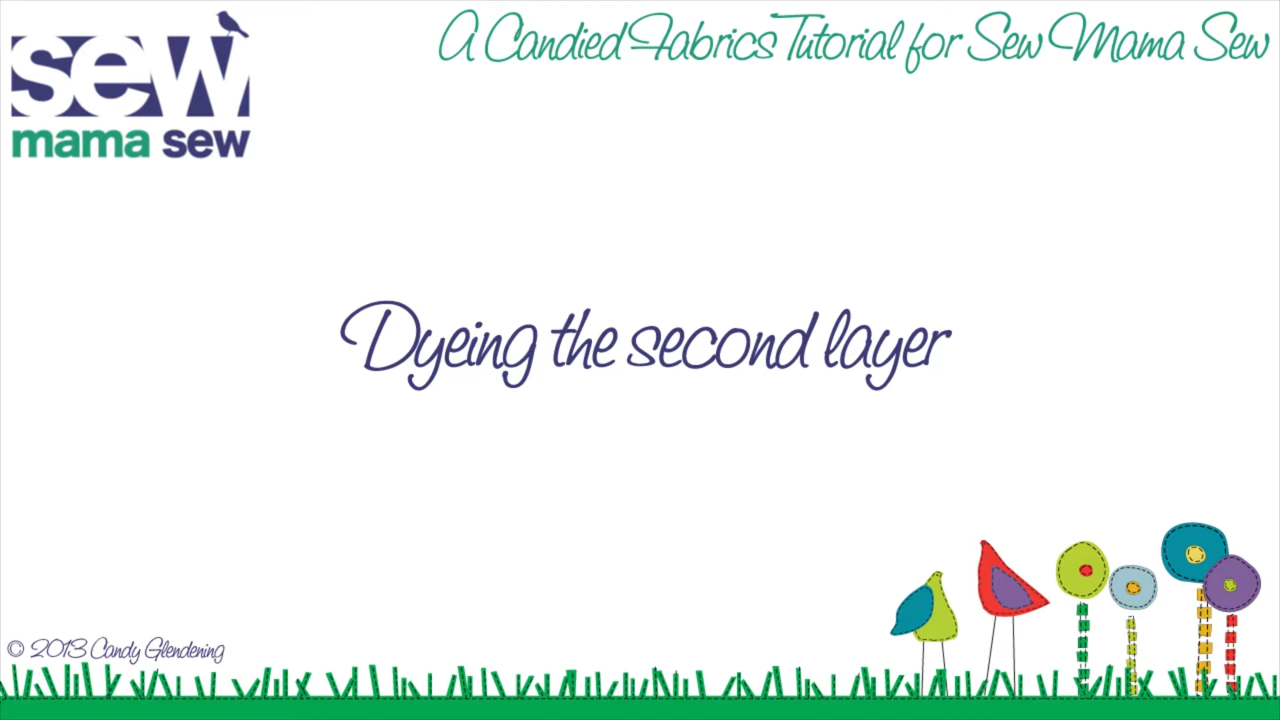 sew
mama sew
A Candied Fabrics Tutorial for Sew Mama Sew
Dyeing the second layer
© 2013 Candy Glendening